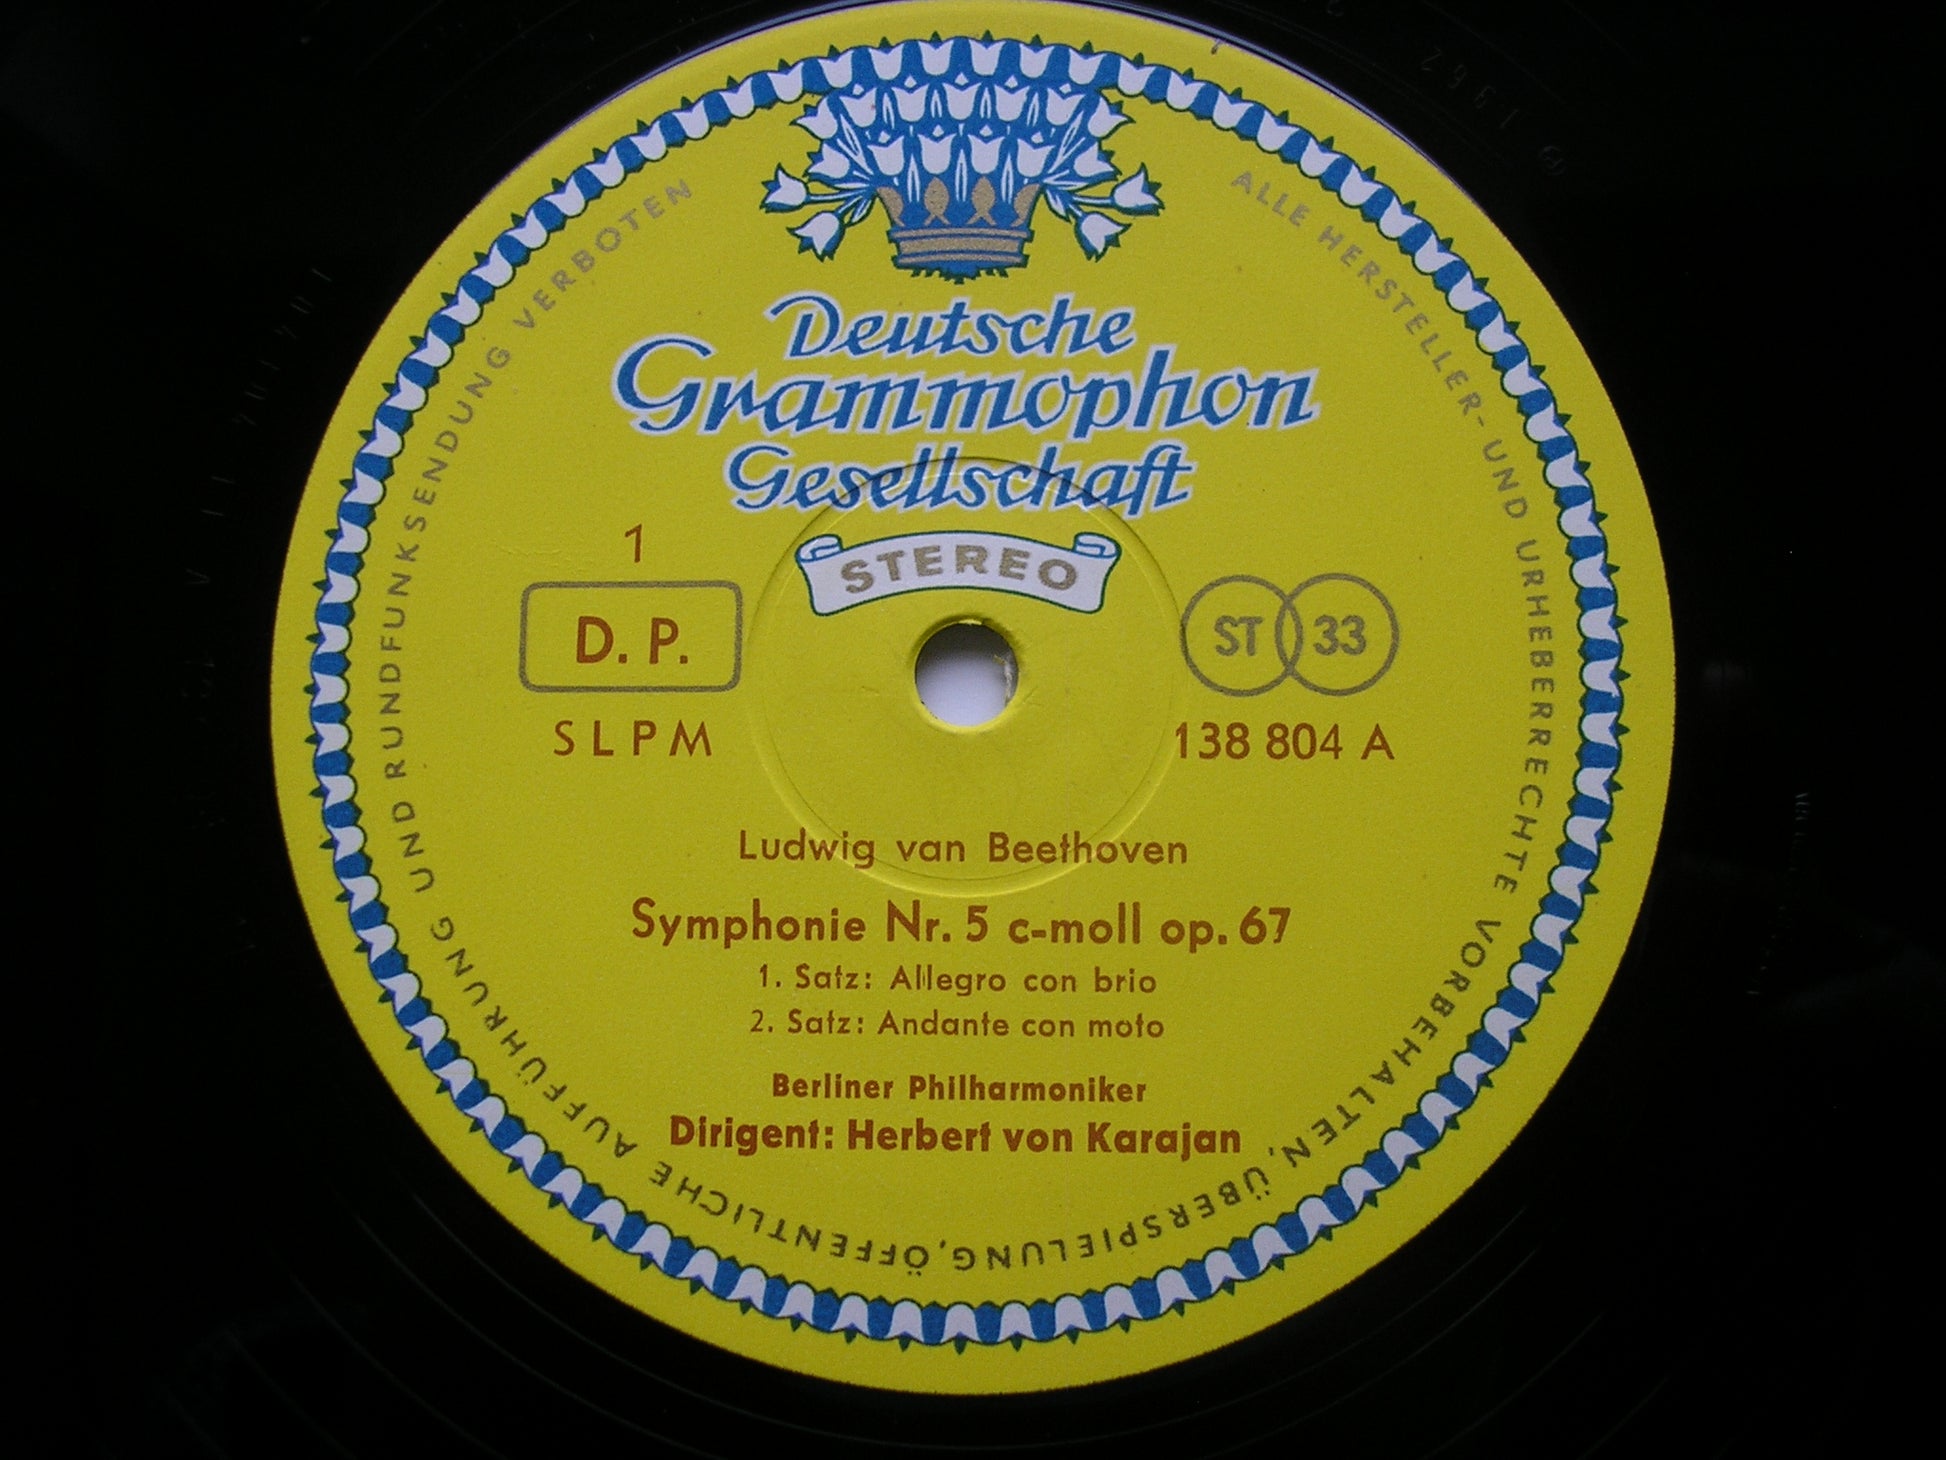 Deutsche
Grammophon
Gesellschaft
STEREO
1
D. P.
ST 33
SLPM
138 804 A
Ludwig van Beethoven
Symphonie Nr. 5 c-moll op. 67
1. Satz: Allegro con brio
2. Satz: Andante con moto
Berliner Philharmoniker
Dirigent: Herbert von Karajan
ALLE HERSTELLER- UND URHEBERRECHTE VORBEHALTEN, ÜBERSPIELUNG, ÖFFENTLICHE AUFFÜHRUNG UND RUNDFUNKSENDUNG VERBOTEN